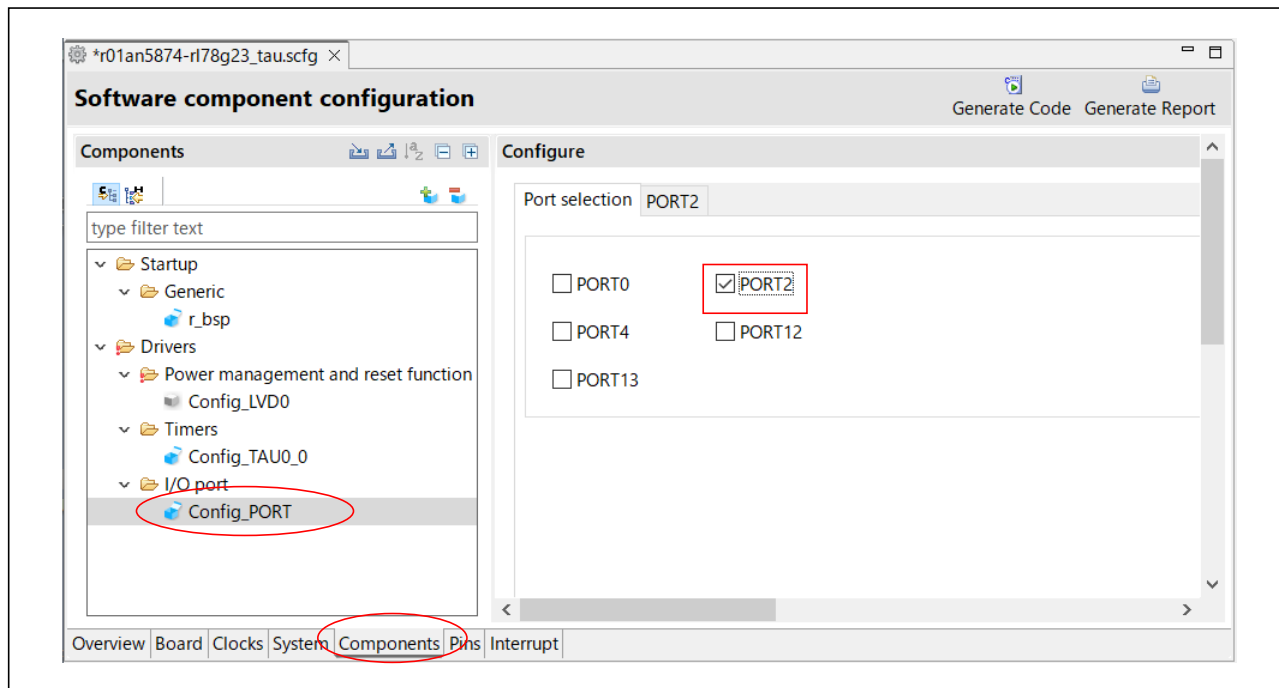 *r01an5874-rl78g23_tau.scfg
Software component configuration
Generate Code Generate Report
Components
Configure
type filter text
Startup
Generic
r_bsp
Drivers
Power management and reset function
Config_LVD0
Timers
Config_TAU0_0
I/O port
Config_PORT
Port selection PORT2
PORT0 PORT2
PORT4 PORT12
PORT13
Overview Board Clocks System Components Pins Interrupt